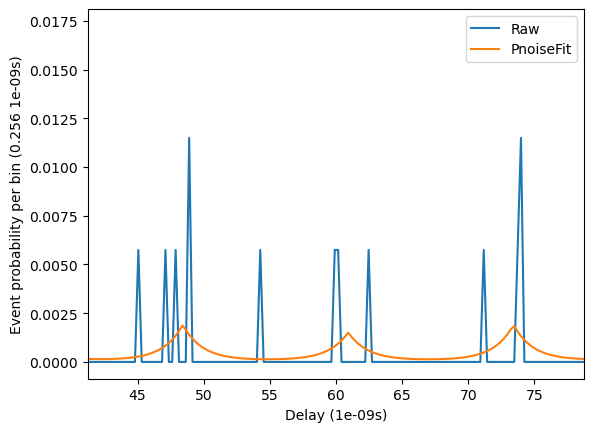 Raw
PnoiseFit
Event probability per bin (0.256 1e-09s)
0.0175
0.0150
0.0125
0.0100
0.0075
0.0050
0.0025
0.0000
45 50 55 60 65 70 75
Delay (1e-09s)